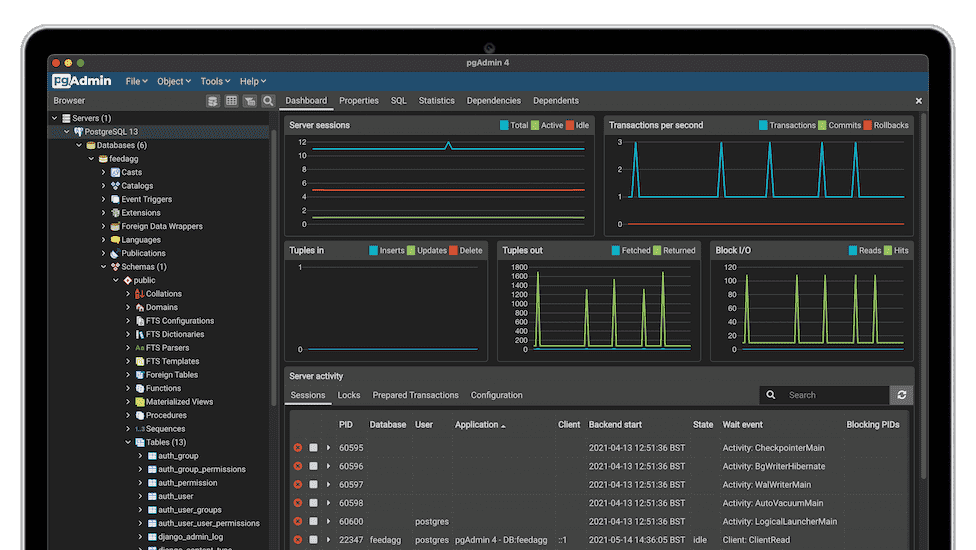 pgAdmin 4
pgAdmin File Object Tools Help
Browser
Dashboard Properties SQL Statistics Dependencies Dependents
Servers (1)
PostgreSQL 13
Databases (6)
feedagg
Casts
Catalogs
Event Triggers
Extensions
Foreign Data Wrappers
Languages
Publications
Schemas (1)
public
Collations
Domains
FTS Configurations
FTS Dictionaries
FTS Parsers
FTS Templates
Foreign Tables
Functions
Materialized Views
Procedures
1..3 Sequences
Tables (13)
auth_group
auth_group_permissions
auth_permission
auth_user
auth_user_groups
auth_user_user_permissions
django_admin_log
django_content_type
Server sessions
Total Active Idle
12
10
8
6
4
2
0
Transactions per second
Transactions Commits Rollbacks
3
2
1
0
Tuples in
Inserts Updates Delete
1
0
Tuples out
Fetched Returned
1800
1600
1400
1200
1000
800
600
400
200
0
Block I/O
Reads Hits
120
100
80
60
40
20
0
Server activity
Sessions Locks Prepared Transactions Configuration
Search
PID Database User Application Client Backend start State Wait event Blocking PIDs
60595 2021-04-13 12:51:36 BST Activity: CheckpointerMain
60596 2021-04-13 12:51:36 BST Activity: BgWriterHibernate
60597 2021-04-13 12:51:36 BST Activity: WalWriterMain
60598 2021-04-13 12:51:36 BST Activity: AutoVacuumMain
60600 postgres 2021-04-13 12:51:36 BST Activity: LogicalLauncherMain
22347 feedagg postgres pgAdmin 4 - DB:feedagg ::1 2021-05-14 14:36:05 BST idle Client: ClientRead